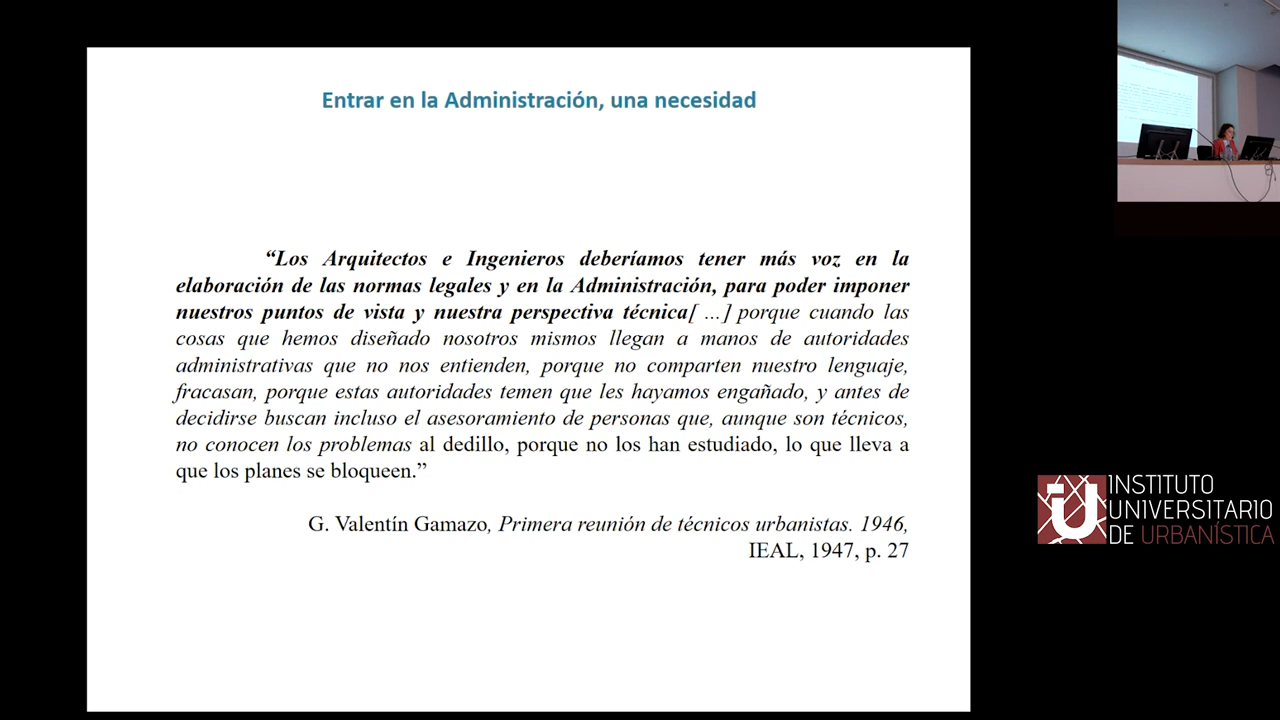 Entrar en la Administración, una necesidad
“Los Arquitectos e Ingenieros deberíamos tener más voz en la
elaboración de las normas legales y en la Administración, para poder imponer
nuestros puntos de vista y nuestra perspectiva técnica[ ...] porque cuando las
cosas que hemos diseñado nosotros mismos llegan a manos de autoridades
administrativas que no nos entienden, porque no comparten nuestro lenguaje,
fracasan, porque estas autoridades temen que les hayamos engañado, y antes de
decidirse buscan incluso el asesoramiento de personas que, aunque son técnicos,
no conocen los problemas al dedillo, porque no los han estudiado, lo que lleva a
que los planes se bloqueen.”
G. Valentín Gamazo, Primera reunión de técnicos urbanistas. 1946,
IEAL, 1947, p. 27
INSTITUTO
UNIVERSITARIO
DE URBANÍSTICA